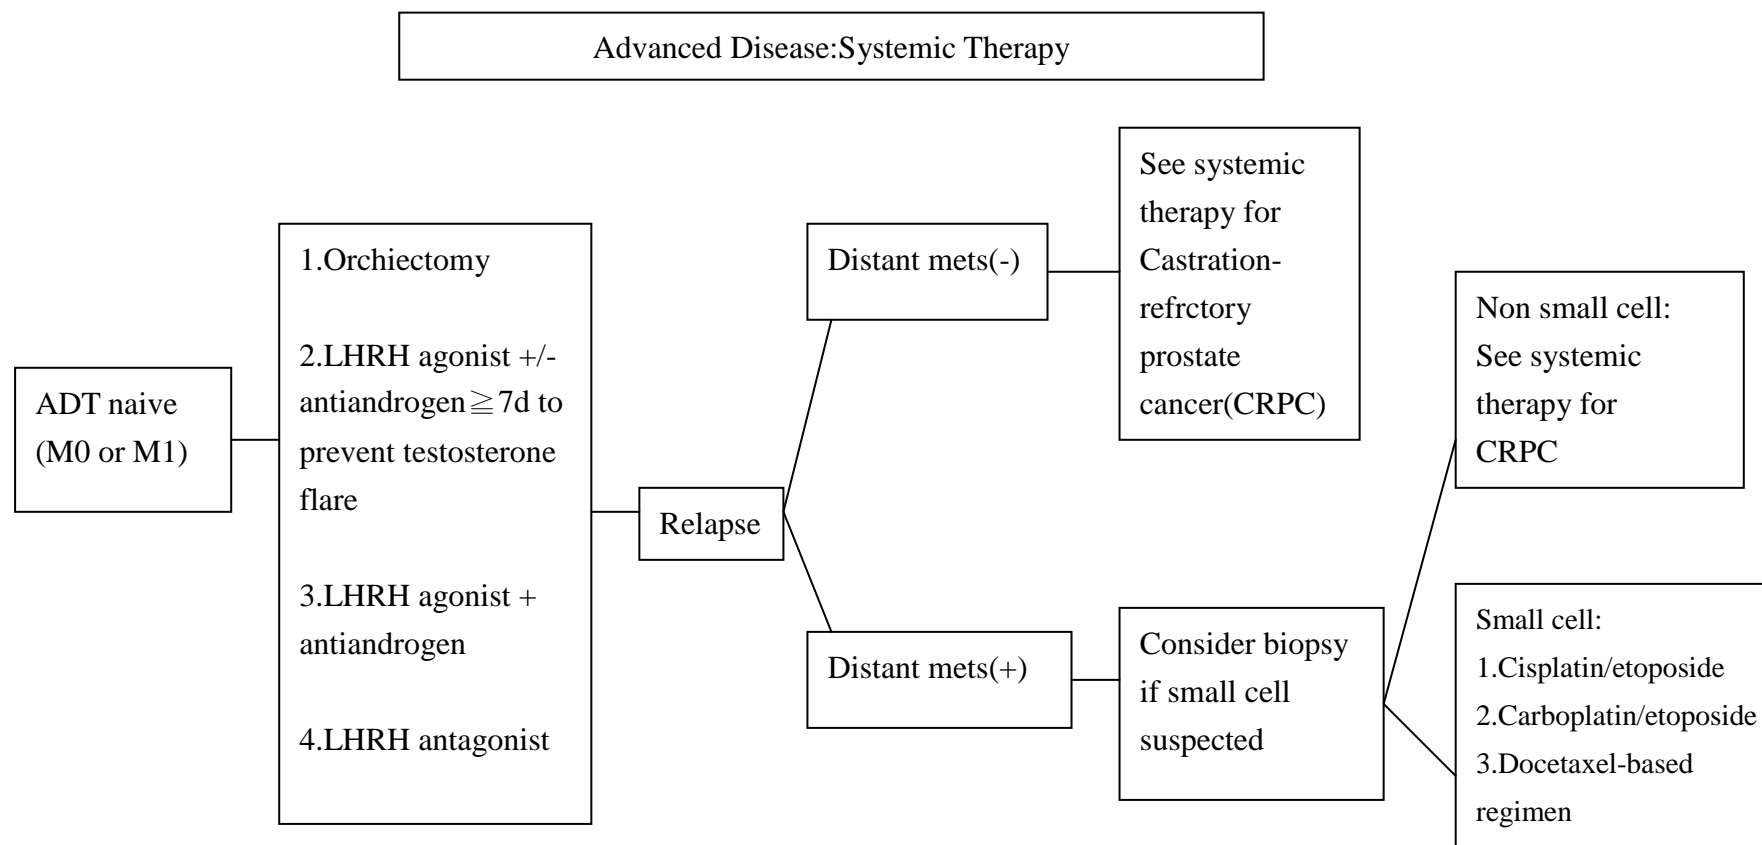 Advanced Disease:Systemic Therapy
ADT naive
(M0 or M1)
1.Orchiectomy
2.LHRH agonist +/-
antiandrogen≧7d to
prevent testosterone
flare
3.LHRH agonist +
antiandrogen
4.LHRH antagonist
Relapse
Distant mets(-)
See systemic
therapy for
Castration-
refrctory
prostate
cancer(CRPC)
Distant mets(+)
Consider biopsy
if small cell
suspected
Non small cell:
See systemic
therapy for
CRPC
Small cell:
1.Cisplatin/etoposide
2.Carboplatin/etoposide
3.Docetaxel-based
regimen